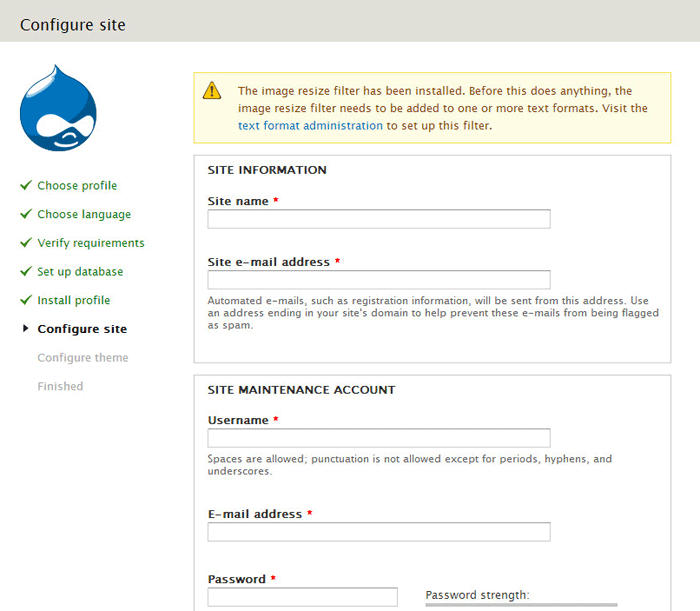 Configure site
The image resize filter has been installed. Before this does anything, the
image resize filter needs to be added to one or more text formats. Visit the
text format administration to set up this filter.
Choose profile
Choose language
Verify requirements
Set up database
Install profile
Configure site
Configure theme
Finished
SITE INFORMATION
Site name *
Site e-mail address *
Automated e-mails, such as registration information, will be sent from this address. Use
an address ending in your site's domain to help prevent these e-mails from being flagged
as spam.
SITE MAINTENANCE ACCOUNT
Username *
Spaces are allowed; punctuation is not allowed except for periods, hyphens, and
underscores.
E-mail address *
Password *
Password strength: